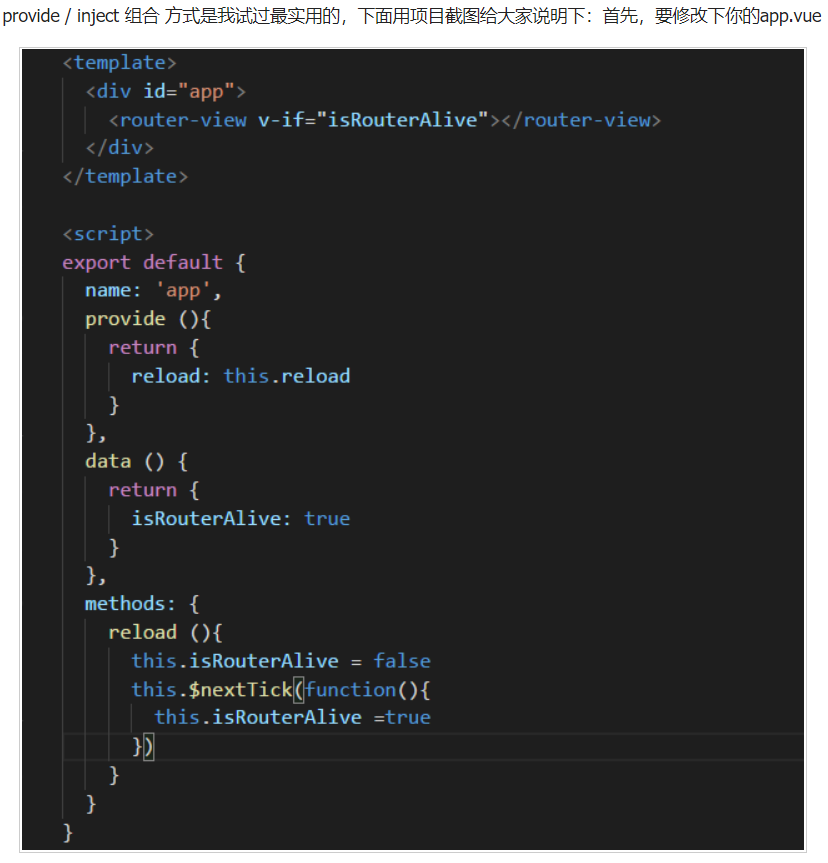 provide / inject 组合 方式是我试过最实用的，下面用项目截图给大家说明下：首先，要修改下你的app.vue
<template>
  <div id="app">
    <router-view v-if="isRouterAlive"></router-view>
  </div>
</template>

<script>
export default {
  name: 'app',
  provide (){
    return {
      reload: this.reload
    }
  },
  data () {
    return {
      isRouterAlive: true
    }
  },
  methods: {
    reload (){
      this.isRouterAlive = false
      this.$nextTick(function(){
        this.isRouterAlive =true
      })
    }
  }
}